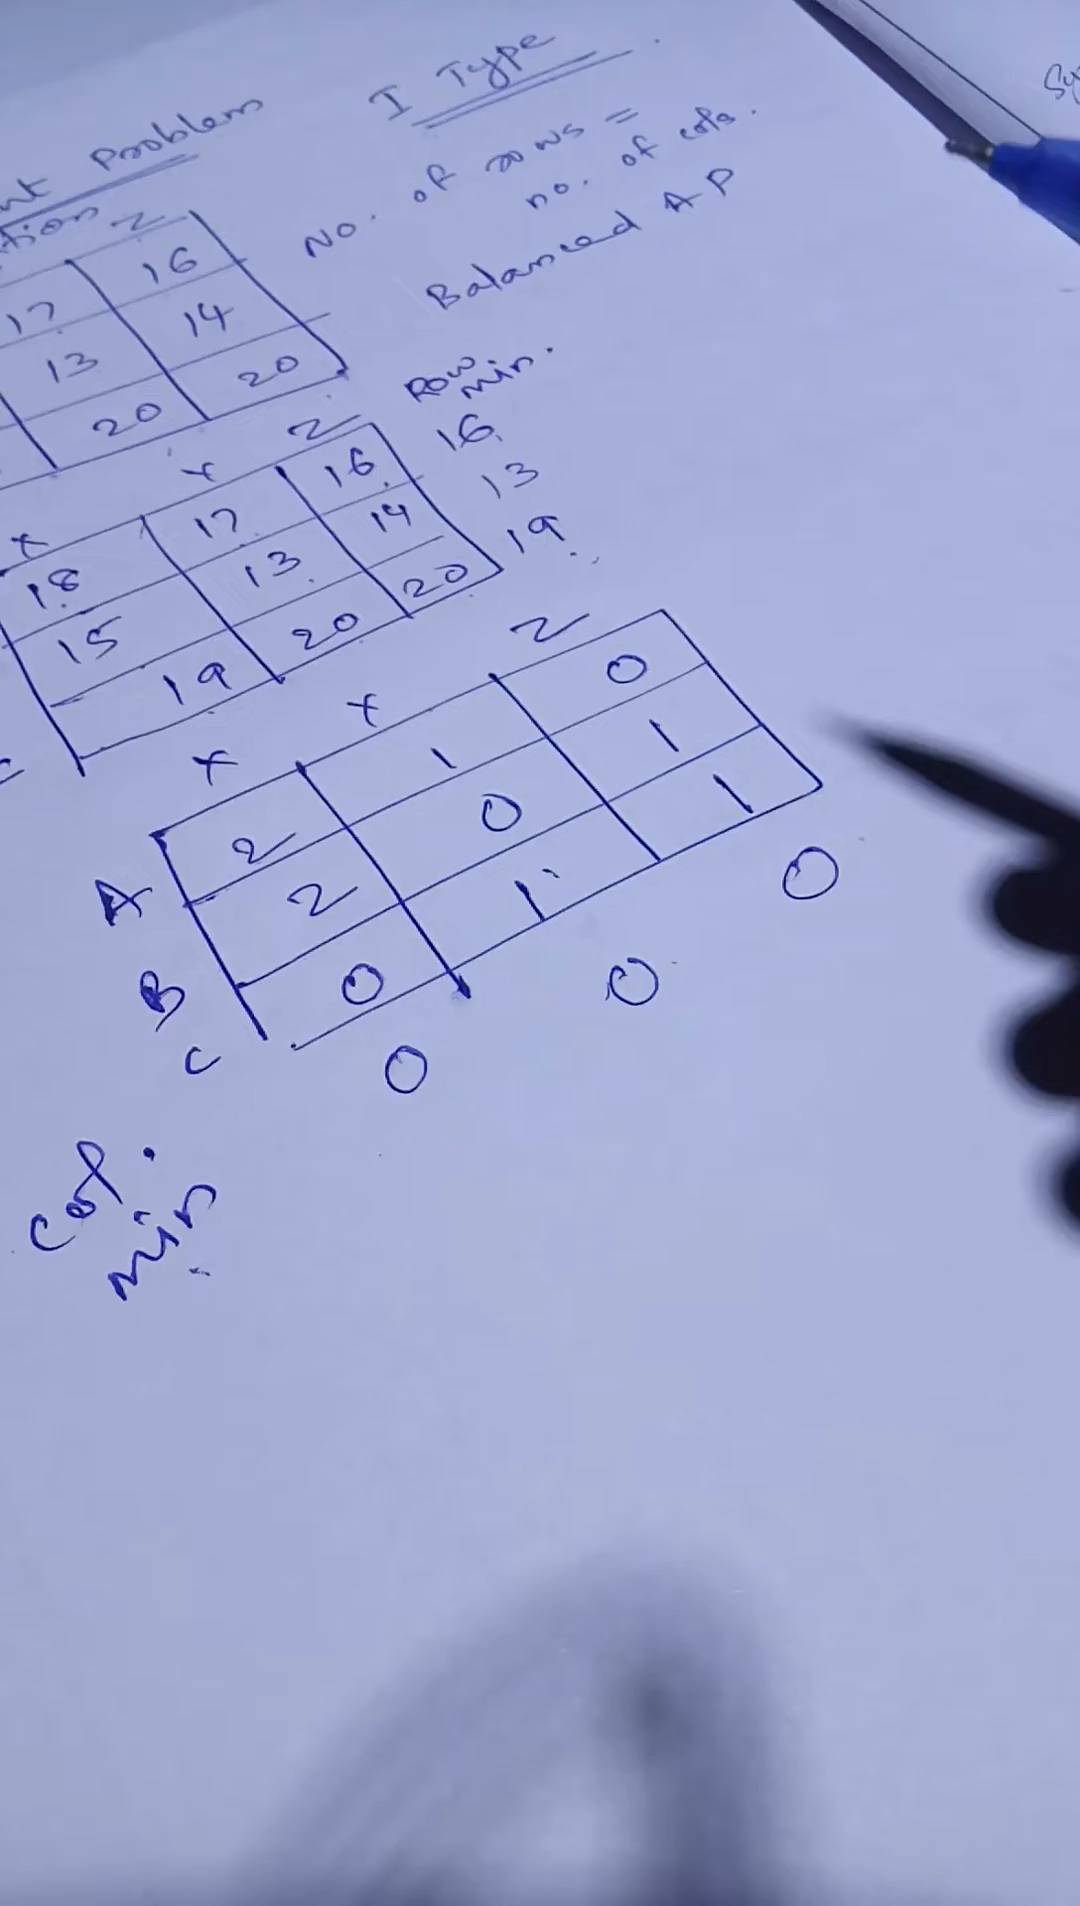 Problem I Type
No. of rows =
no. of cols.
Balanced A P
Z
17 16
13 14
20 20
X Y Z Row min.
18 17 16 16
15 13 14 13
19 20 20 19
X Y Z
A 2 1 0
B 2 0 1
C 0 1 1
col. min 0 0 0